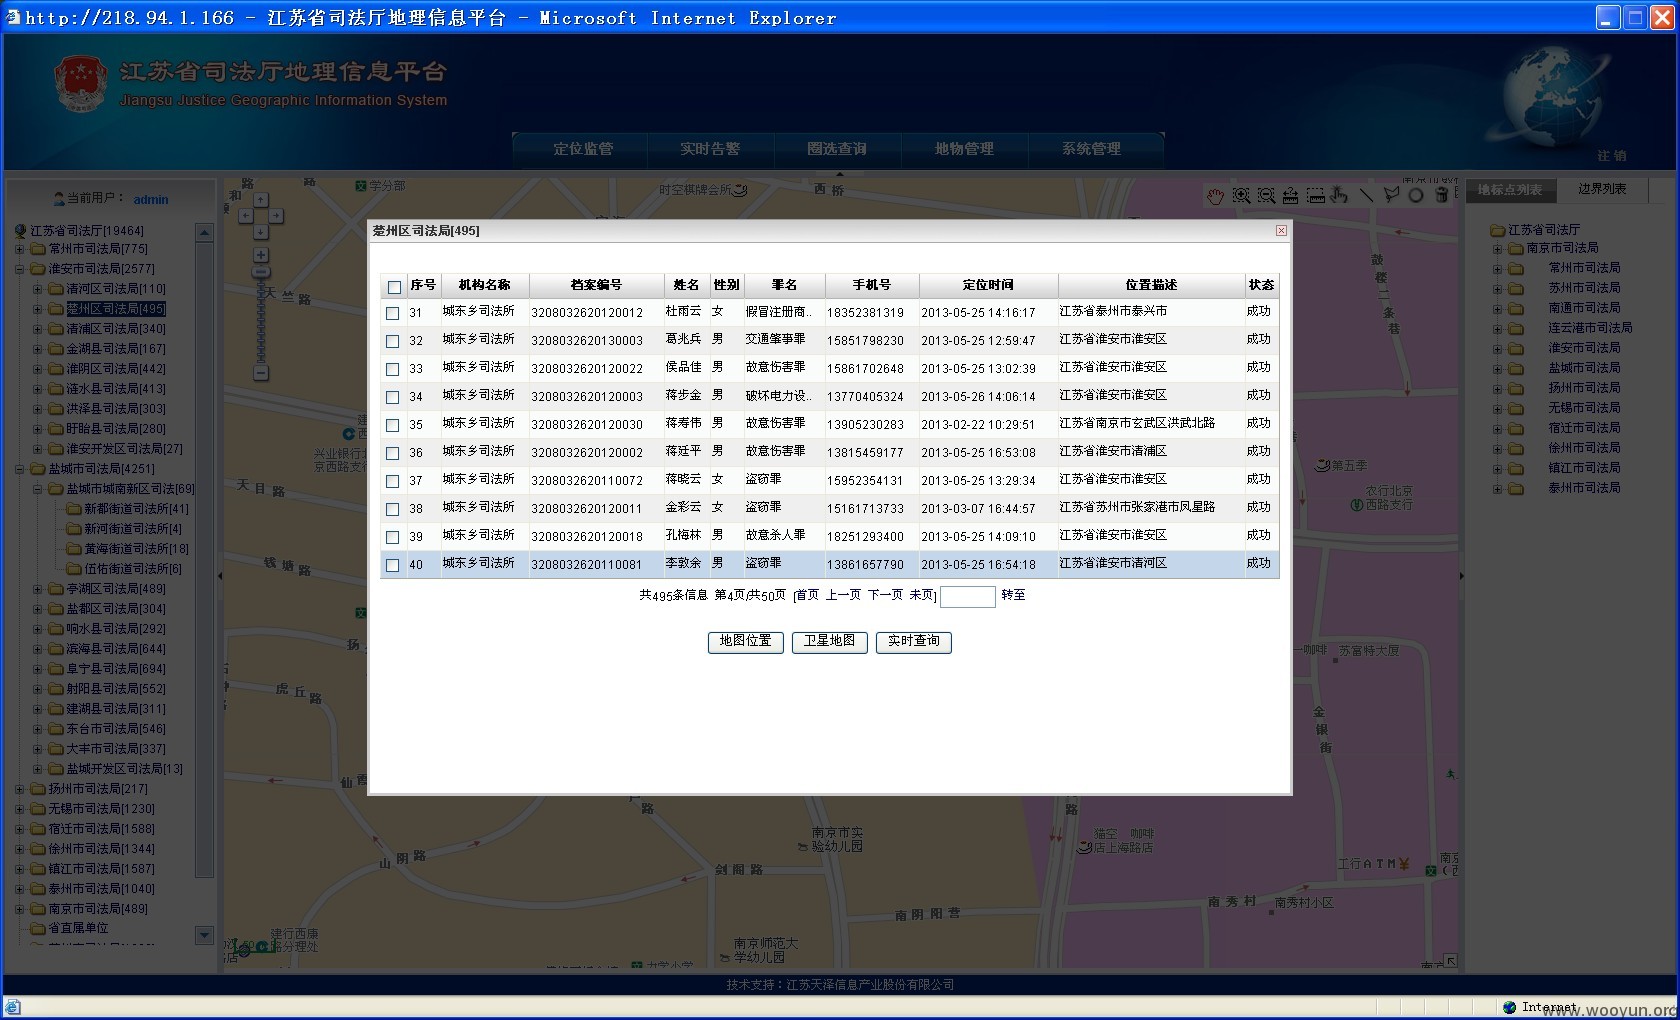 http://218.94.1.166 - 江苏省司法厅地理信息平台 - Microsoft Internet Explorer
江苏省司法厅地理信息平台
Jiangsu Justice Geographic Information System
定位监管 实时告警 圈选查询 地物管理 系统管理
注 销
当前用户： admin
江苏省司法厅[19464]
常州市司法局[775]
淮安市司法局[2577]
清河区司法局[110]
楚州区司法局[495]
清浦区司法局[340]
金湖县司法局[167]
淮阴区司法局[442]
涟水县司法局[413]
洪泽县司法局[303]
盱眙县司法局[280]
淮安开发区司法局[27]
盐城市司法局[4251]
盐城市城南新区司法[69]
新都街道司法所[41]
新河街道司法所[4]
黄海街道司法所[18]
伍佑街道司法所[6]
亭湖区司法局[489]
盐都区司法局[304]
响水县司法局[292]
滨海县司法局[644]
阜宁县司法局[694]
射阳县司法局[552]
建湖县司法局[311]
东台市司法局[546]
大丰市司法局[337]
盐城开发区司法局[13]
扬州市司法局[217]
无锡市司法局[1230]
宿迁市司法局[1588]
徐州市司法局[1344]
镇江市司法局[1587]
泰州市司法局[1040]
南京市司法局[489]
省直属单位
学分部
时空棋牌会所
西 桥
天 竺 路
天 目 路
钱 塘 路
虎 丘 路
山 阴 路
剑 阁 路
南 阴 阳 营
南京市实
验幼儿园
南京师范大
学幼儿园
建行西康
路分理处
鼓 楼 二 条 巷
第五季
农行北京
西路支行
苏富特大厦
金 银 街
猫空 咖啡
店上海路店
工行ATM
南 秀 村
南秀村小区
楚州区司法局[495]
序号 机构名称 档案编号 姓名 性别 罪名 手机号 定位时间 位置描述 状态
31 城东乡司法所 3208032620120012 杜雨云 女 假冒注册商.. 18352381319 2013-05-25 14:16:17 江苏省泰州市泰兴市 成功
32 城东乡司法所 3208032620130003 葛兆兵 男 交通肇事罪 15851798230 2013-05-25 12:59:47 江苏省淮安市淮安区 成功
33 城东乡司法所 3208032620120022 侯品佳 男 故意伤害罪 15861702648 2013-05-25 13:02:39 江苏省淮安市淮安区 成功
34 城东乡司法所 3208032620120003 蒋步金 男 破坏电力设.. 13770405324 2013-05-26 14:06:14 江苏省淮安市淮安区 成功
35 城东乡司法所 3208032620120030 蒋寿伟 男 故意伤害罪 13905230283 2013-02-22 10:29:51 江苏省南京市玄武区洪武北路 成功
36 城东乡司法所 3208032620120002 蒋廷平 男 故意伤害罪 13815459177 2013-05-25 16:53:08 江苏省淮安市清浦区 成功
37 城东乡司法所 3208032620110072 蒋晓云 女 盗窃罪 15952354131 2013-05-25 13:29:34 江苏省淮安市淮安区 成功
38 城东乡司法所 3208032620120011 金彩云 女 盗窃罪 15161713733 2013-03-07 16:44:57 江苏省苏州市张家港市凤星路 成功
39 城东乡司法所 3208032620120018 孔梅林 男 故意杀人罪 18251293400 2013-05-25 14:09:10 江苏省淮安市淮安区 成功
40 城东乡司法所 3208032620110081 李敦余 男 盗窃罪 13861657790 2013-05-25 16:54:18 江苏省淮安市清河区 成功
共495条信息 第4页/共50页 [首页 上一页 下一页 末页] 转至
地图位置 卫星地图 实时查询
地标点列表 边界列表
江苏省司法厅
南京市司法局
常州市司法局
苏州市司法局
南通市司法局
连云港市司法局
淮安市司法局
盐城市司法局
扬州市司法局
无锡市司法局
宿迁市司法局
徐州市司法局
镇江市司法局
泰州市司法局
技术支持：江苏天泽信息产业股份有限公司
Internet
www.wooyun.org